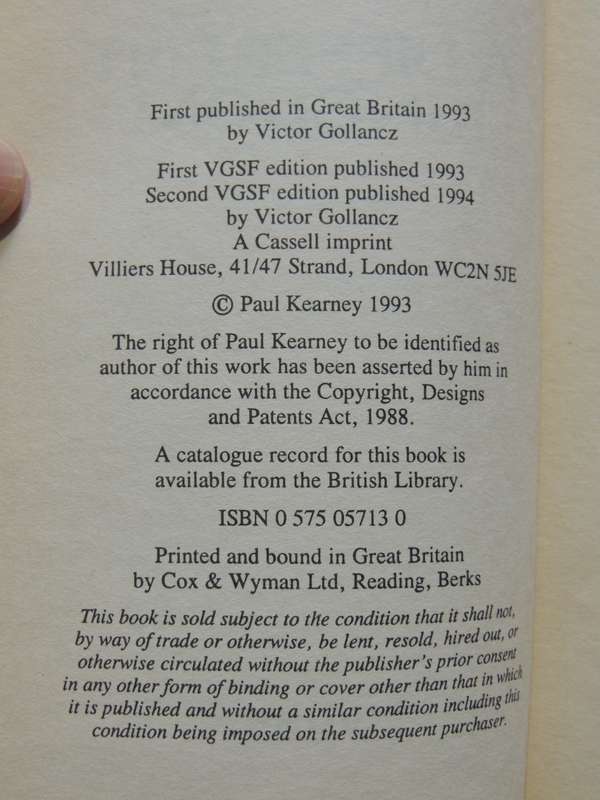 First published in Great Britain 1993
by Victor Gollancz
First VGSF edition published 1993
Second VGSF edition published 1994
by Victor Gollancz
A Cassell imprint
Villiers House, 41/47 Strand, London WC2N 5JE
© Paul Kearney 1993
The right of Paul Kearney to be identified as
author of this work has been asserted by him in
accordance with the Copyright, Designs
and Patents Act, 1988.
A catalogue record for this book is
available from the British Library.
ISBN 0 575 05713 0
Printed and bound in Great Britain
by Cox & Wyman Ltd, Reading, Berks
This book is sold subject to the condition that it shall not,
by way of trade or otherwise, be lent, resold, hired out, or
otherwise circulated without the publisher's prior consent
in any other form of binding or cover other than that in which
it is published and without a similar condition including this
condition being imposed on the subsequent purchaser.